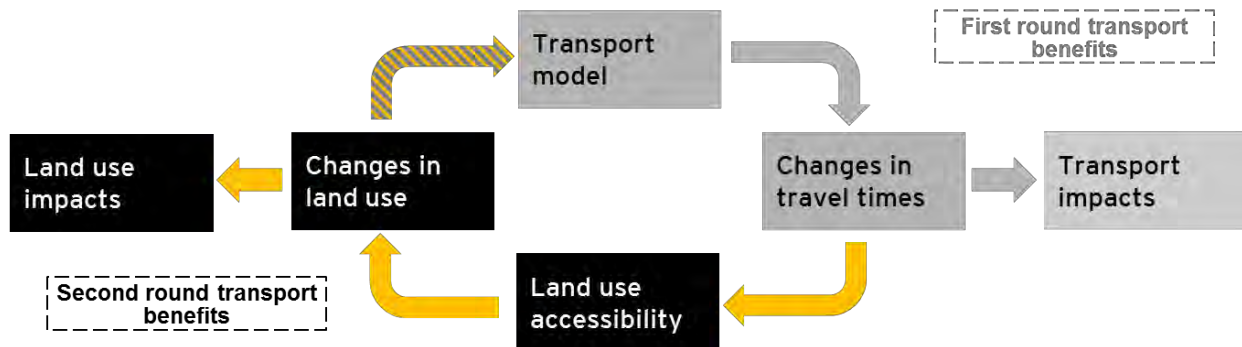 Transport
model
First round transport
benefits
Land use
impacts
Changes in
land use
Changes in
travel times
Transport
impacts
Second round transport
benefits
Land use
accessibility